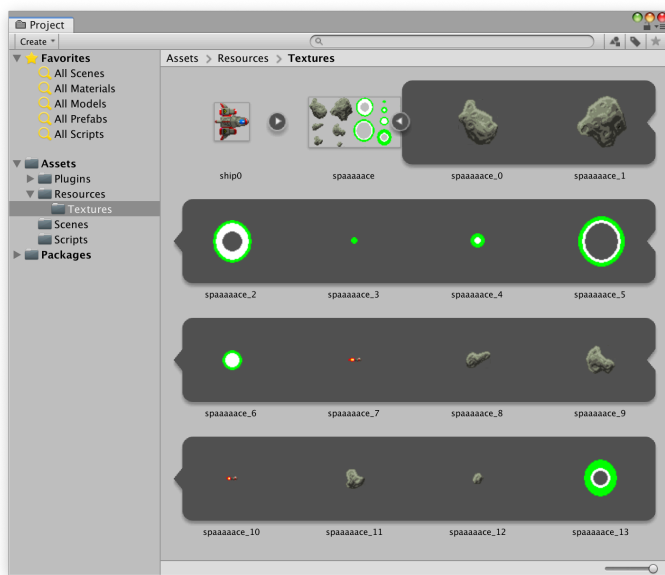 Project
Create
Favorites
All Scenes
All Materials
All Models
All Prefabs
All Scripts
Assets
Plugins
Resources
Textures
Scenes
Scripts
Packages
Assets > Resources > Textures
ship0
spaaaaace
spaaaaace_0
spaaaaace_1
spaaaaace_2
spaaaaace_3
spaaaaace_4
spaaaaace_5
spaaaaace_6
spaaaaace_7
spaaaaace_8
spaaaaace_9
spaaaaace_10
spaaaaace_11
spaaaaace_12
spaaaaace_13